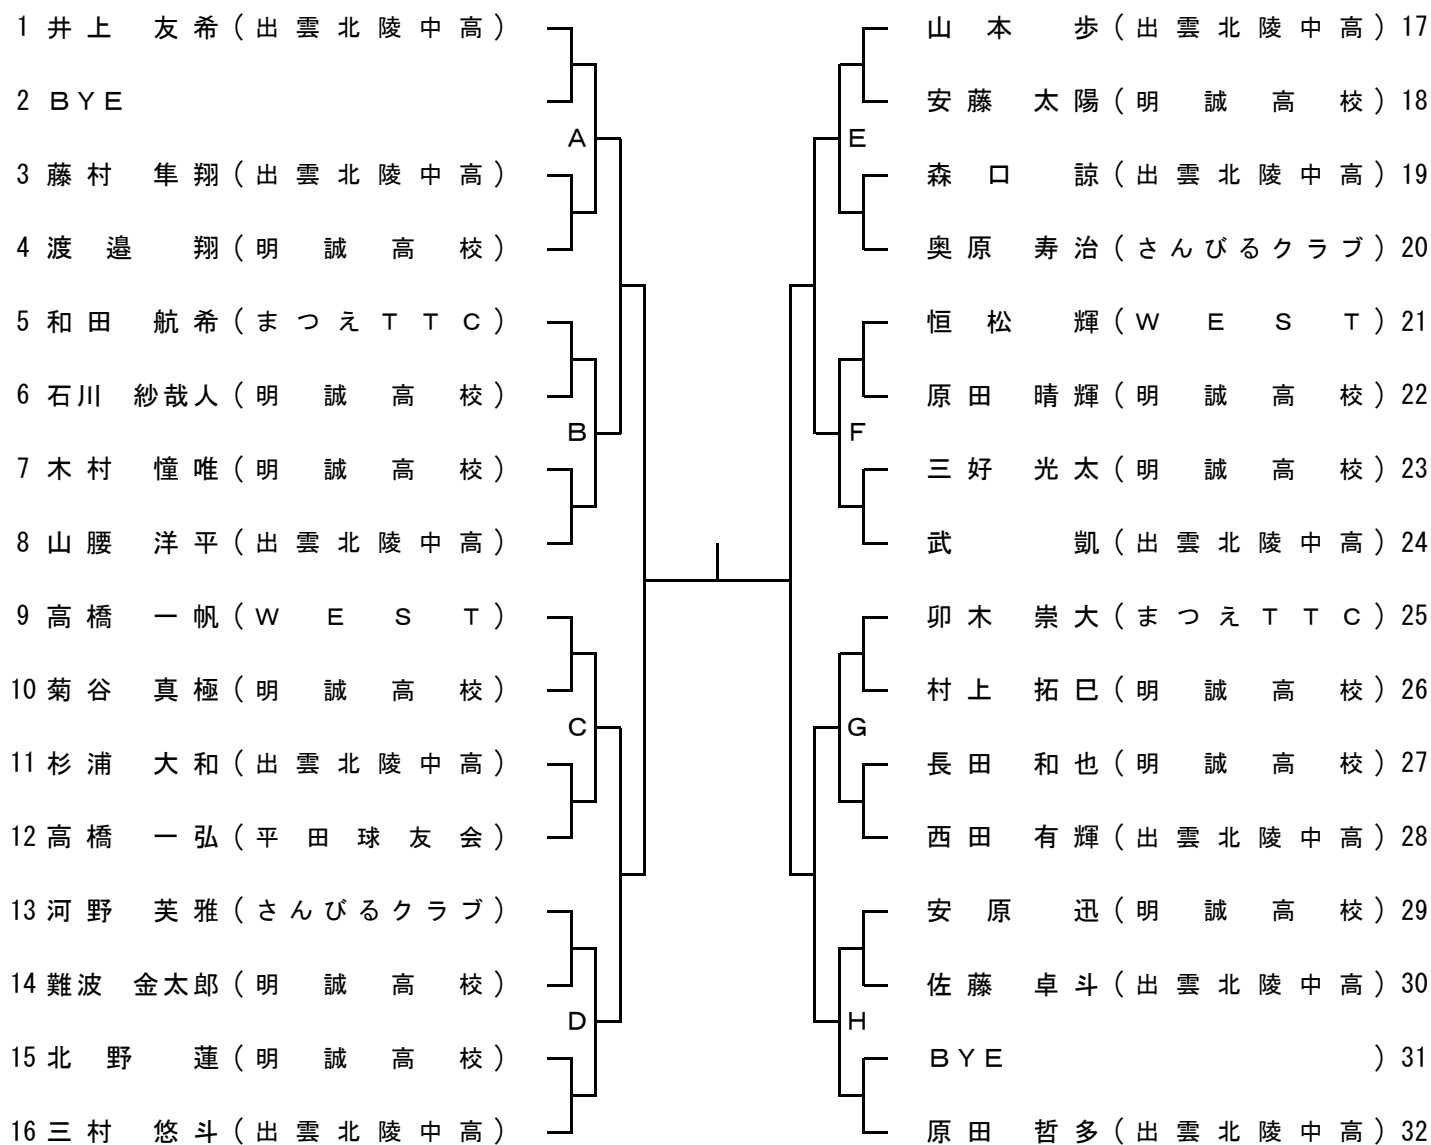 1 井上 友希(出雲北陵中高)
2 BYE
A
3 藤村 隼翔(出雲北陵中高)
4 渡邉 翔(明誠高校)
5 和田 航希(まつえTTC)
6 石川 紗哉人(明誠高校)
B
7 木村 憧唯(明誠高校)
8 山腰 洋平(出雲北陵中高)
9 高橋 一帆(WEST)
10 菊谷 真極(明誠高校)
C
11 杉浦 大和(出雲北陵中高)
12 高橋 一弘(平田球友会)
13 河野 芙雅(さんびるクラブ)
14 難波 金太郎(明誠高校)
D
15 北野 蓮(明誠高校)
16 三村 悠斗(出雲北陵中高)
山本 歩(出雲北陵中高)17
安藤 太陽(明誠高校)18
E
森口 諒(出雲北陵中高)19
奥原 寿治(さんびるクラブ)20
恒松 輝(WEST)21
原田 晴輝(明誠高校)22
F
三好 光太(明誠高校)23
武 凱(出雲北陵中高)24
卯木 崇大(まつえTTC)25
村上 拓巳(明誠高校)26
G
長田 和也(明誠高校)27
西田 有輝(出雲北陵中高)28
安原 迅(明誠高校)29
佐藤 卓斗(出雲北陵中高)30
H
BYE )31
原田 哲多(出雲北陵中高)32